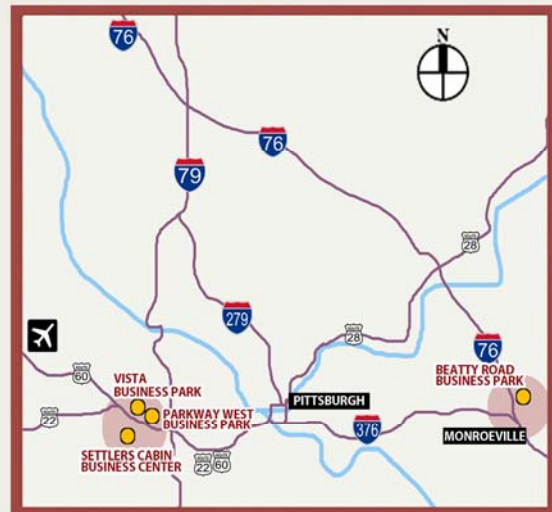 76
N
76
79
28
279
28
76
60
BEATTY ROAD
BUSINESS PARK
VISTA
BUSINESS PARK
PITTSBURGH
22
PARKWAY WEST
BUSINESS PARK
376
MONROEVILLE
SETTLERS CABIN
BUSINESS CENTER
22 60